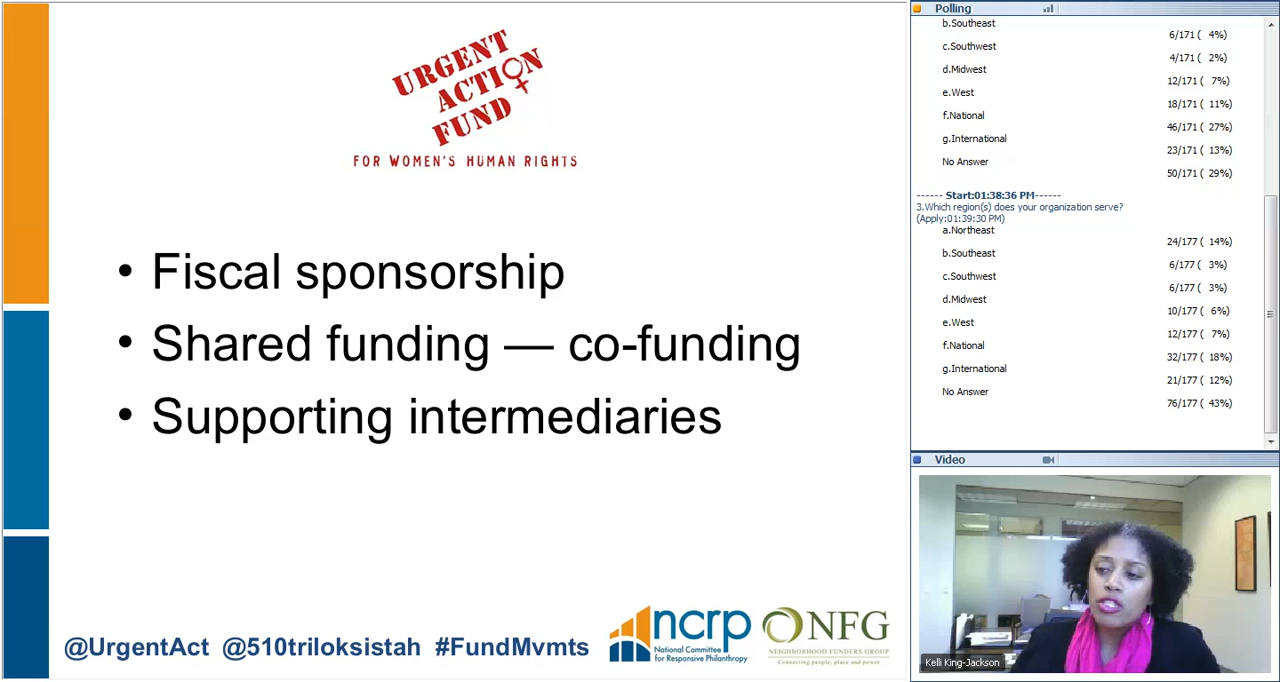 URGENT
ACTION
FUND
FOR WOMEN'S HUMAN RIGHTS
• Fiscal sponsorship
• Shared funding — co-funding
• Supporting intermediaries
@UrgentAct @510triloksistah #FundMvmts
ncrp
National Committee
for Responsive Philanthropy
NFG
NEIGHBORHOOD FUNDERS GROUP
Connecting people, place and power
Polling
b.Southeast
6/171 ( 4%)
c.Southwest
4/171 ( 2%)
d.Midwest
12/171 ( 7%)
e.West
18/171 ( 11%)
f.National
46/171 ( 27%)
g.International
23/171 ( 13%)
No Answer
50/171 ( 29%)
------ Start:01:38:36 PM------
3.Which region(s) does your organization serve?
(Apply:01:39:30 PM)
a.Northeast
24/177 ( 14%)
b.Southeast
6/177 ( 3%)
c.Southwest
6/177 ( 3%)
d.Midwest
10/177 ( 6%)
e.West
12/177 ( 7%)
f.National
32/177 ( 18%)
g.International
21/177 ( 12%)
No Answer
76/177 ( 43%)
Video
Kelli King-Jackson